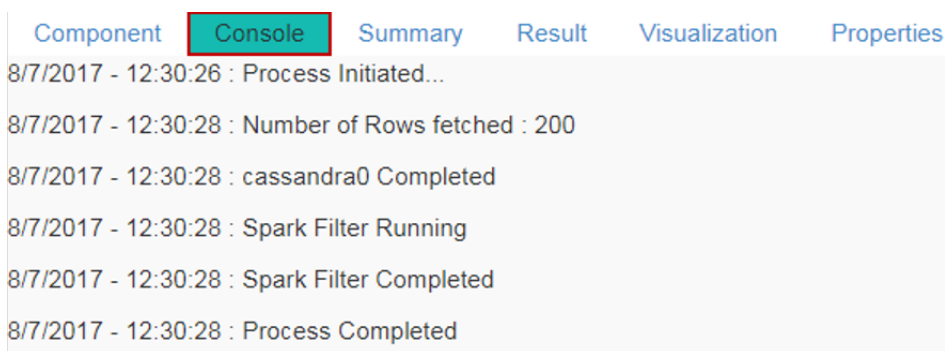 Component Console Summary Result Visualization Properties
8/7/2017 - 12:30:26 : Process Initiated...
8/7/2017 - 12:30:28 : Number of Rows fetched : 200
8/7/2017 - 12:30:28 : cassandra0 Completed
8/7/2017 - 12:30:28 : Spark Filter Running
8/7/2017 - 12:30:28 : Spark Filter Completed
8/7/2017 - 12:30:28 : Process Completed